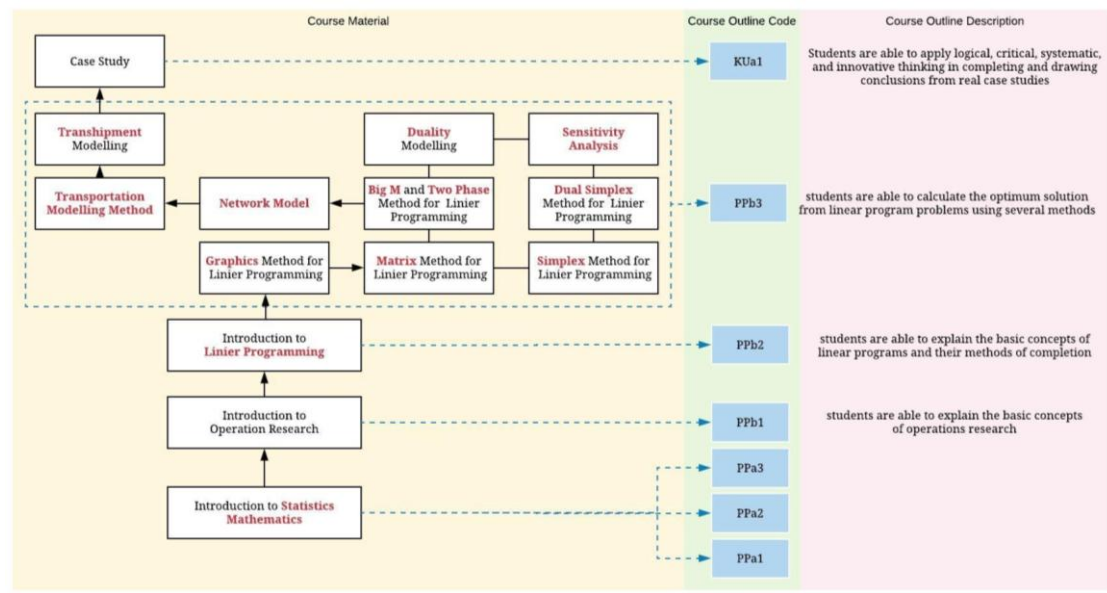 Course Material
Course Outline Code
Course Outline Description
Case Study
KUa1
Students are able to apply logical, critical, systematic,
and innovative thinking in completing and drawing
conclusions from real case studies
Transhipment
Modelling
Duality
Modelling
Sensitivity
Analysis
Transportation
Modelling Method
Network Model
Big M and Two Phase
Method for Linier
Programming
Dual Simplex
Method for Linier
Programming
PPb3
students are able to calculate the optimum solution
from linear program problems using several methods
Graphics Method for
Linier Programming
Matrix Method for
Linier Programming
Simplex Method for
Linier Programming
Introduction to
Linier Programming
PPb2
students are able to explain the basic concepts of
linear programs and their methods of completion
Introduction to
Operation Research
PPb1
students are able to explain the basic concepts
of operations research
PPa3
Introduction to Statistics
Mathematics
PPa2
PPa1